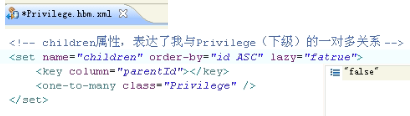 *Privilege.hbm.xml
<!-- children属性，表达了我与Privilege（下级）的一对多关系 -->
<set name="children" order-by="id ASC" lazy="fatrue">
<key column="parentId"></key>
"false"
<one-to-many class="Privilege" />
</set>